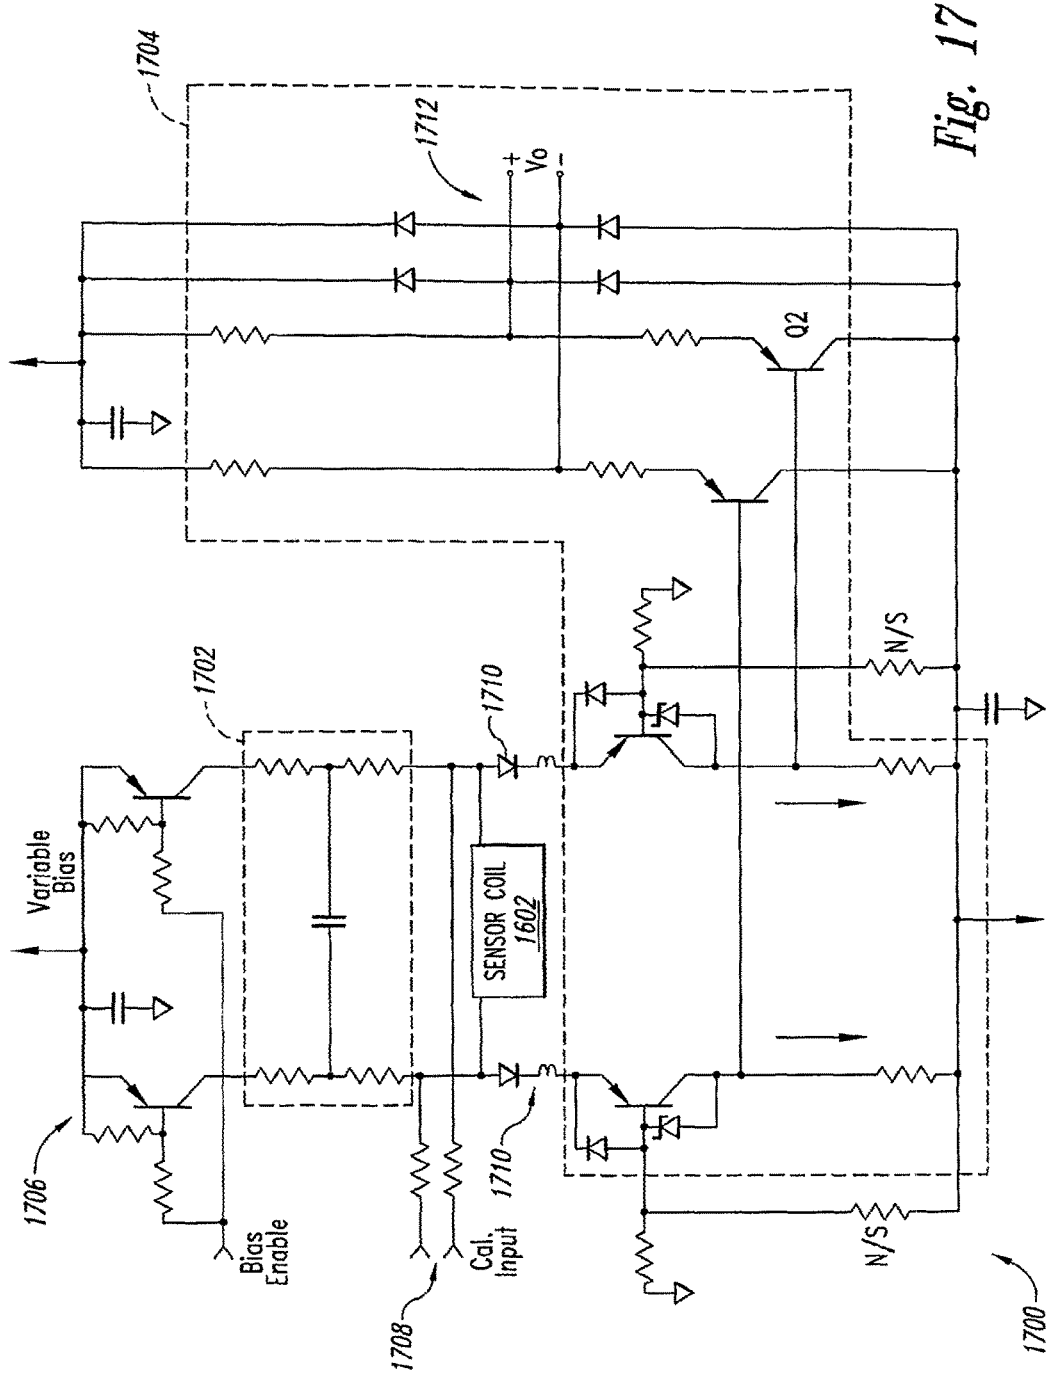 1704
1712
+
Vo
-
Q2
1702
1710
N/S
Variable
Bias
SENSOR COIL
1602
1706
Bias
Enable
1710
Cal.
Input
1708
N/S
1700
Fig. 17